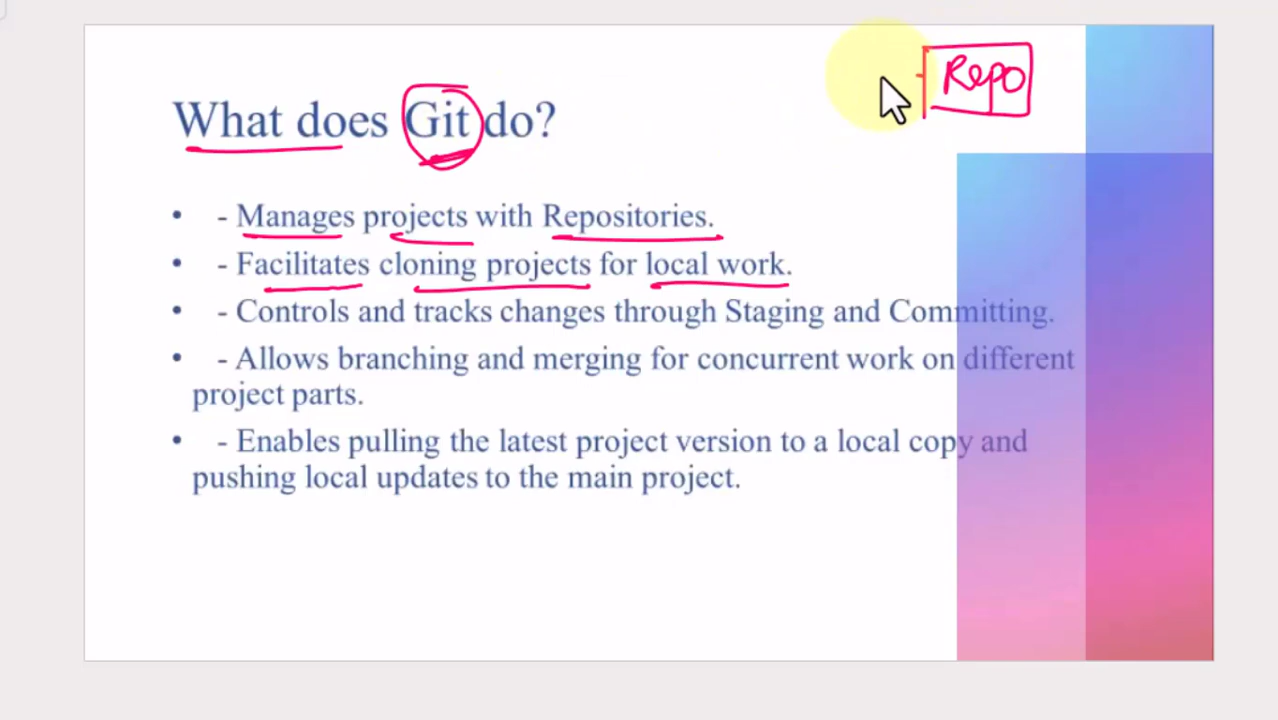 Repo
What does Git do?
• - Manages projects with Repositories.
• - Facilitates cloning projects for local work.
• - Controls and tracks changes through Staging and Committing.
• - Allows branching and merging for concurrent work on different
project parts.
• - Enables pulling the latest project version to a local copy and
pushing local updates to the main project.